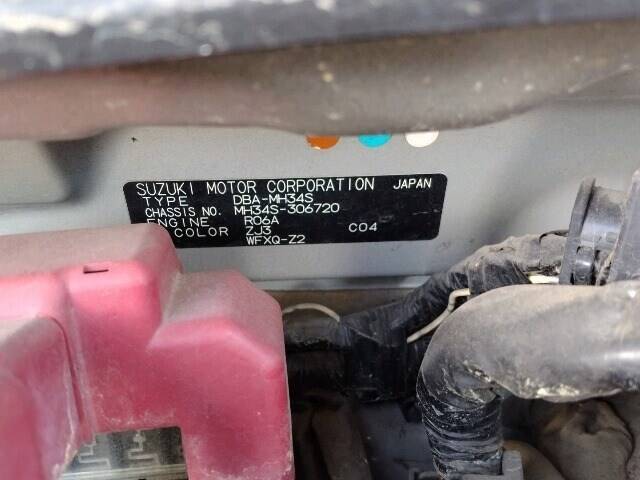 SUZUKI MOTOR CORPORATION JAPAN
TYPE DBA-MH34S
CHASSIS NO. MH34S-306720
ENGINE R06A
COLOR ZJ3 C04
WFXQ-Z2